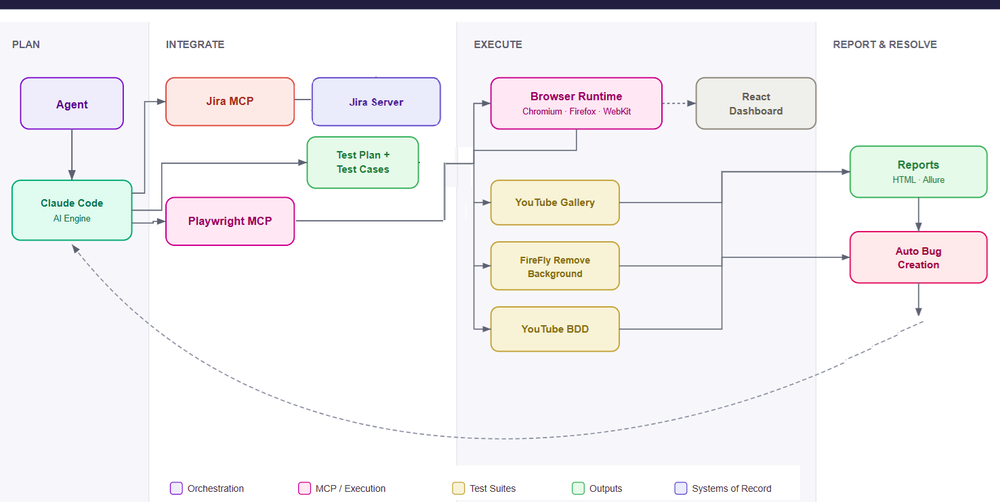 PLAN
INTEGRATE
EXECUTE
REPORT & RESOLVE
Agent
Jira MCP
Jira Server
Browser Runtime
Chromium · Firefox · WebKit
React
Dashboard
Test Plan +
Test Cases
Reports
HTML · Allure
Claude Code
AI Engine
Playwright MCP
YouTube Gallery
FireFly Remove
Background
Auto Bug
Creation
YouTube BDD
Orchestration
MCP / Execution
Test Suites
Outputs
Systems of Record